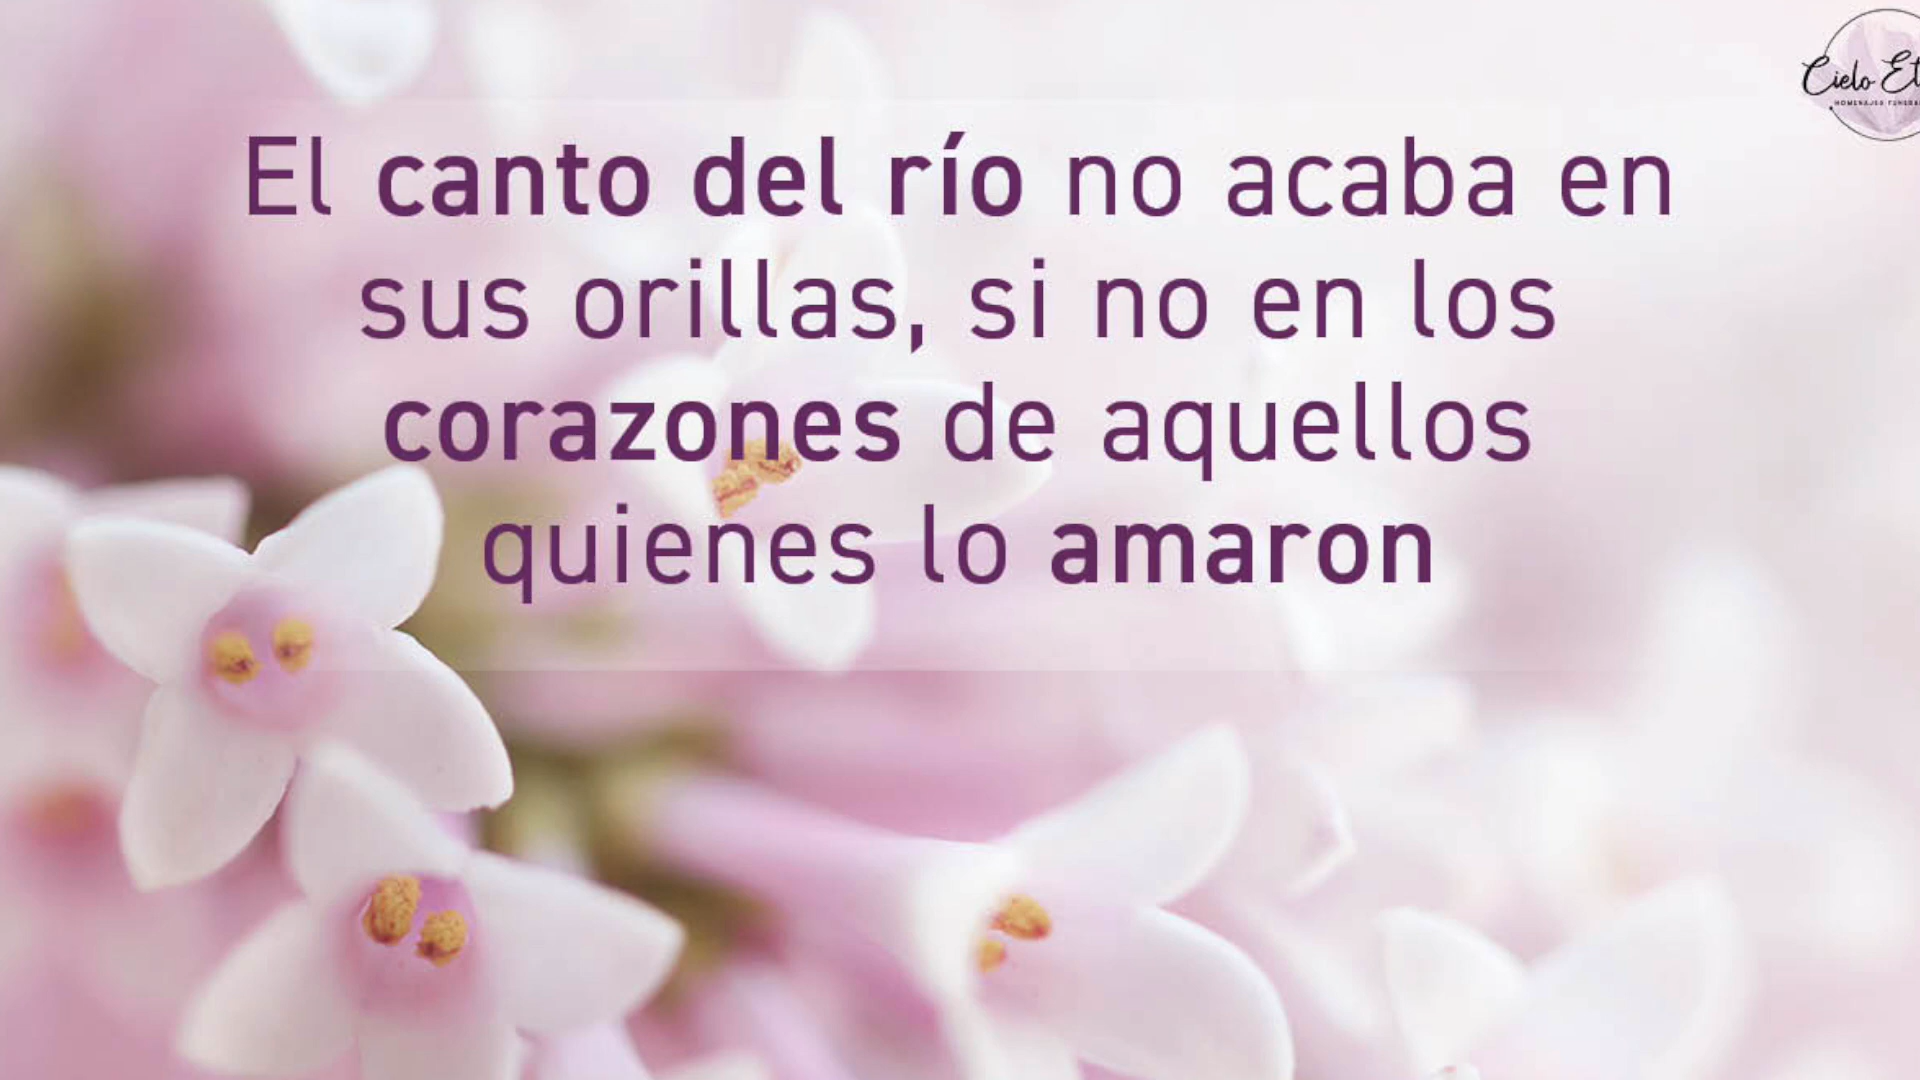 Cielo
El canto del río no acaba en
sus orillas, si no en los
corazones de aquellos
quienes lo amaron